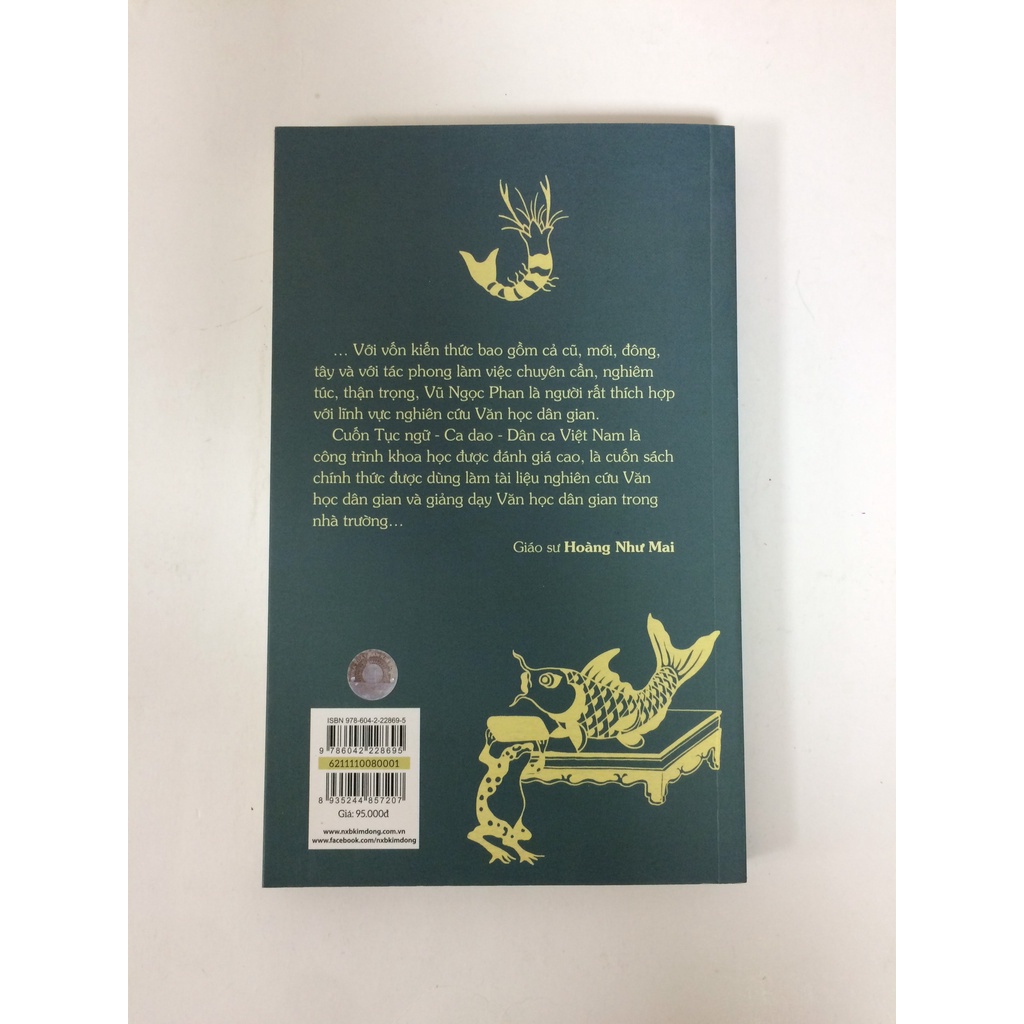 ... Với vốn kiến thức bao gồm cả cũ, mới, đông,
tây và với tác phong làm việc chuyên cần, nghiêm
túc, thận trọng, Vũ Ngọc Phan là người rất thích hợp
với lĩnh vực nghiên cứu Văn học dân gian.
Cuốn Tục ngữ - Ca dao - Dân ca Việt Nam là
công trình khoa học được đánh giá cao, là cuốn sách
chính thức được dùng làm tài liệu nghiên cứu Văn
học dân gian và giảng dạy Văn học dân gian trong
nhà trường...
Giáo sư Hoàng Như Mai
ISBN 978-604-2-22869-5
9 786042 228695
6211110080001
8 935244 857207
Giá: 95.000đ
www.nxbkimdong.com.vn
www.facebook.com/nxbkimdong